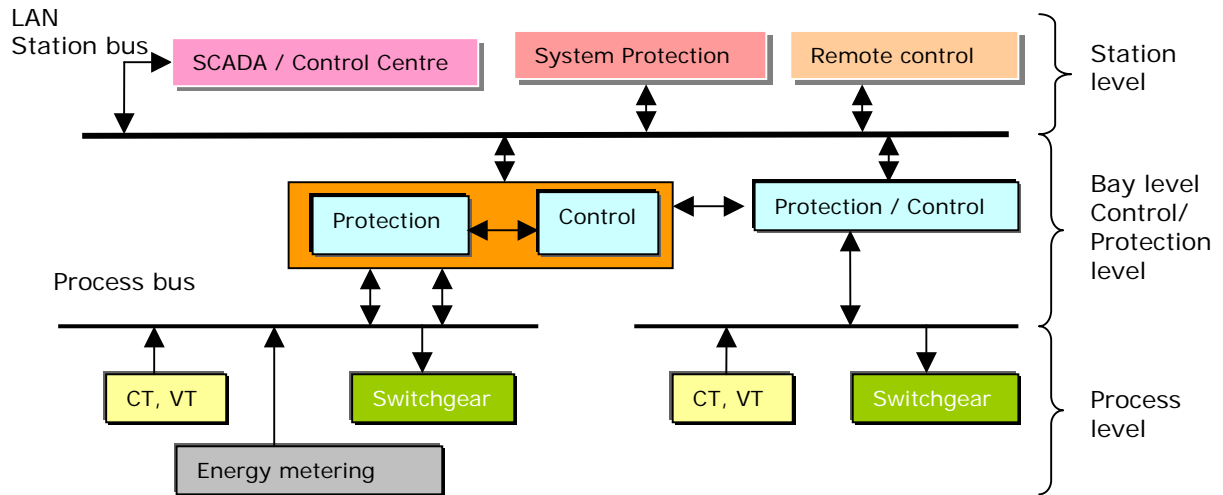 LAN
Station bus
SCADA / Control Centre
System Protection
Remote control
Station
level
Protection
Control
Protection / Control
Bay level
Control/
Protection
level
Process bus
CT, VT
Switchgear
CT, VT
Switchgear
Process
level
Energy metering